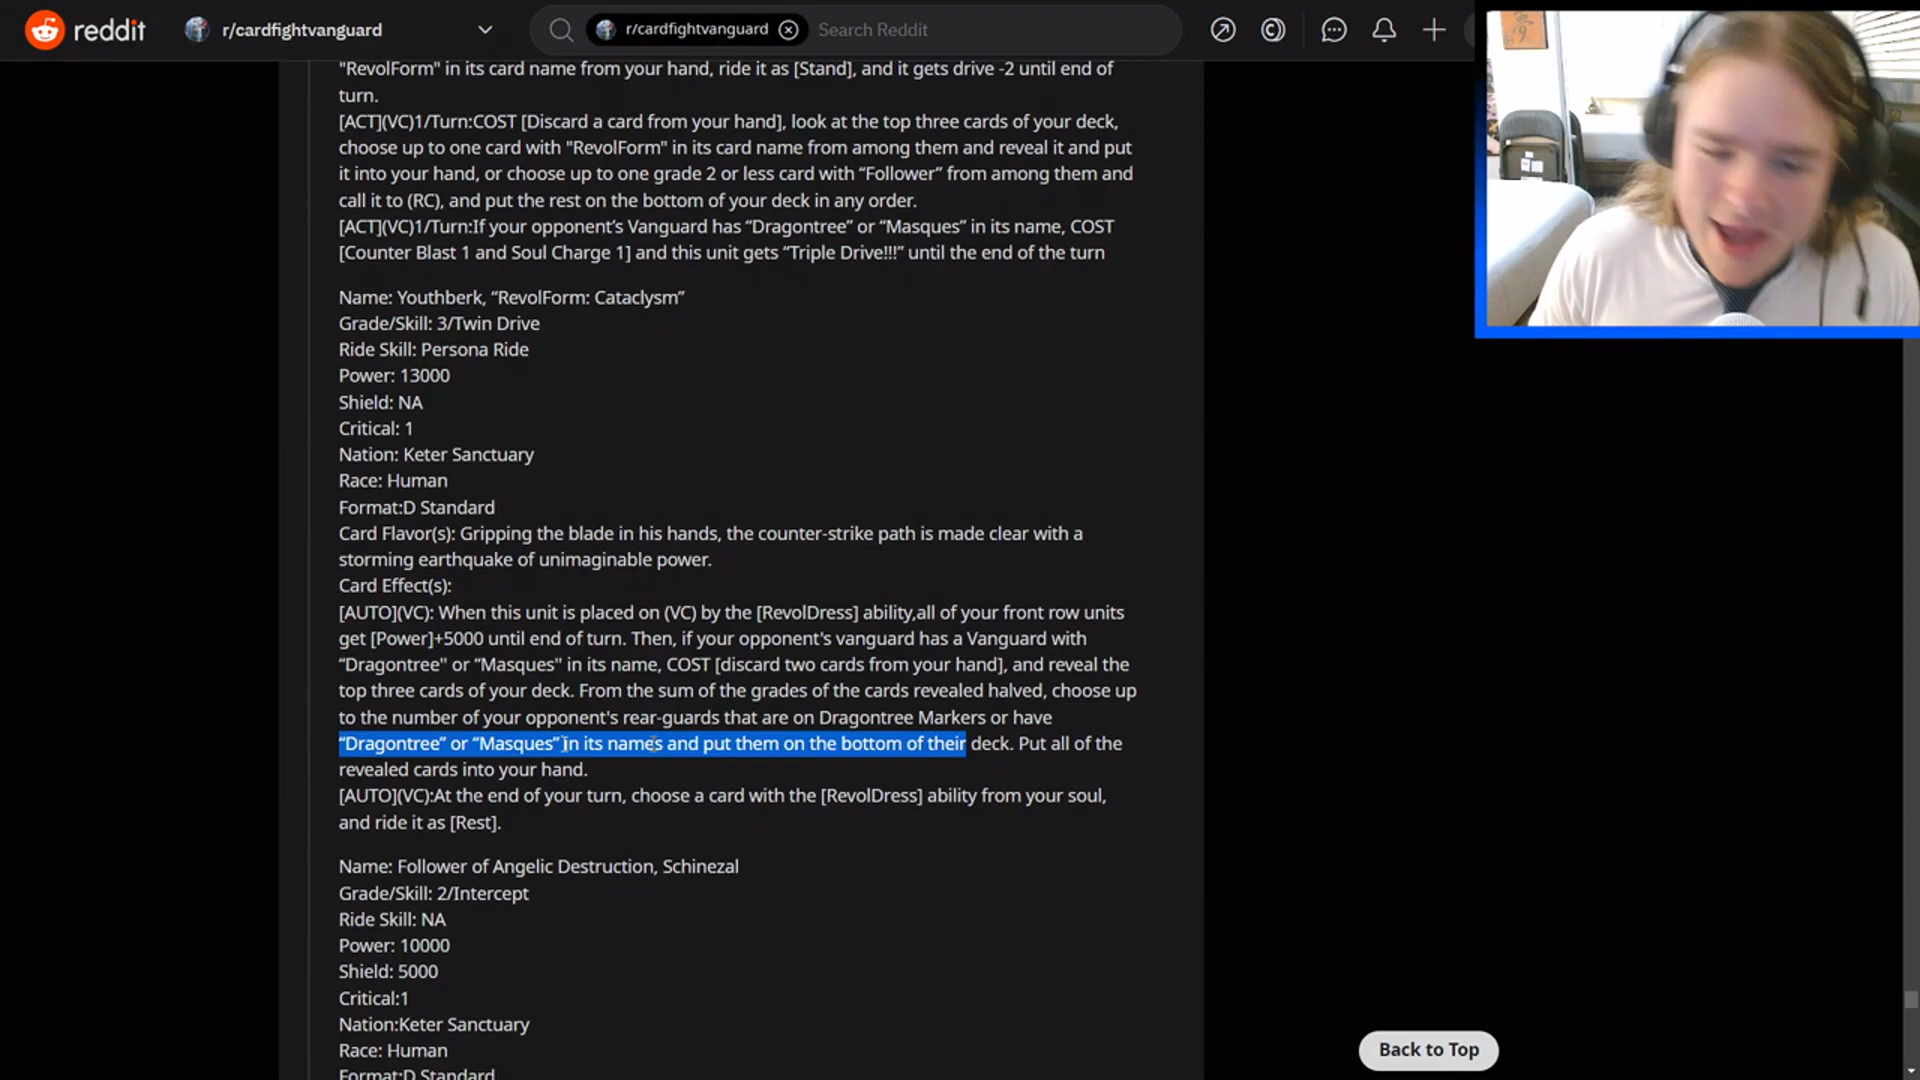 reddit
r/cardfightvanguard
r/cardfightvanguard
Search Reddit
"RevolForm" in its card name from your hand, ride it as [Stand], and it gets drive -2 until end of
turn.
[ACT](VC)1/Turn:COST [Discard a card from your hand], look at the top three cards of your deck,
choose up to one card with "RevolForm" in its card name from among them and reveal it and put
it into your hand, or choose up to one grade 2 or less card with “Follower” from among them and
call it to (RC), and put the rest on the bottom of your deck in any order.
[ACT](VC)1/Turn:If your opponent’s Vanguard has “Dragontree” or “Masques” in its name, COST
[Counter Blast 1 and Soul Charge 1] and this unit gets “Triple Drive!!!” until the end of the turn
Name: Youthberk, “RevolForm: Cataclysm”
Grade/Skill: 3/Twin Drive
Ride Skill: Persona Ride
Power: 13000
Shield: NA
Critical: 1
Nation: Keter Sanctuary
Race: Human
Format:D Standard
Card Flavor(s): Gripping the blade in his hands, the counter-strike path is made clear with a
storming earthquake of unimaginable power.
Card Effect(s):
[AUTO](VC): When this unit is placed on (VC) by the [RevolDress] ability,all of your front row units
get [Power]+5000 until end of turn. Then, if your opponent's vanguard has a Vanguard with
“Dragontree" or “Masques" in its name, COST [discard two cards from your hand], and reveal the
top three cards of your deck. From the sum of the grades of the cards revealed halved, choose up
to the number of your opponent's rear-guards that are on Dragontree Markers or have
“Dragontree” or “Masques” in its names and put them on the bottom of their deck. Put all of the
revealed cards into your hand.
[AUTO](VC):At the end of your turn, choose a card with the [RevolDress] ability from your soul,
and ride it as [Rest].
Name: Follower of Angelic Destruction, Schinezal
Grade/Skill: 2/Intercept
Ride Skill: NA
Power: 10000
Shield: 5000
Critical:1
Nation:Keter Sanctuary
Race: Human
Format:D Standard
Back to Top